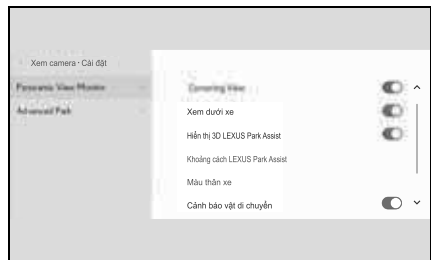 Xem camera · Cài đặt
Panoramic View Monitor
Advanced Park
Cornering View
Xem dưới xe
Hiển thị 3D LEXUS Park Assist
Khoảng cách LEXUS Park Assist
Màu thân xe
Cảnh báo vật di chuyển